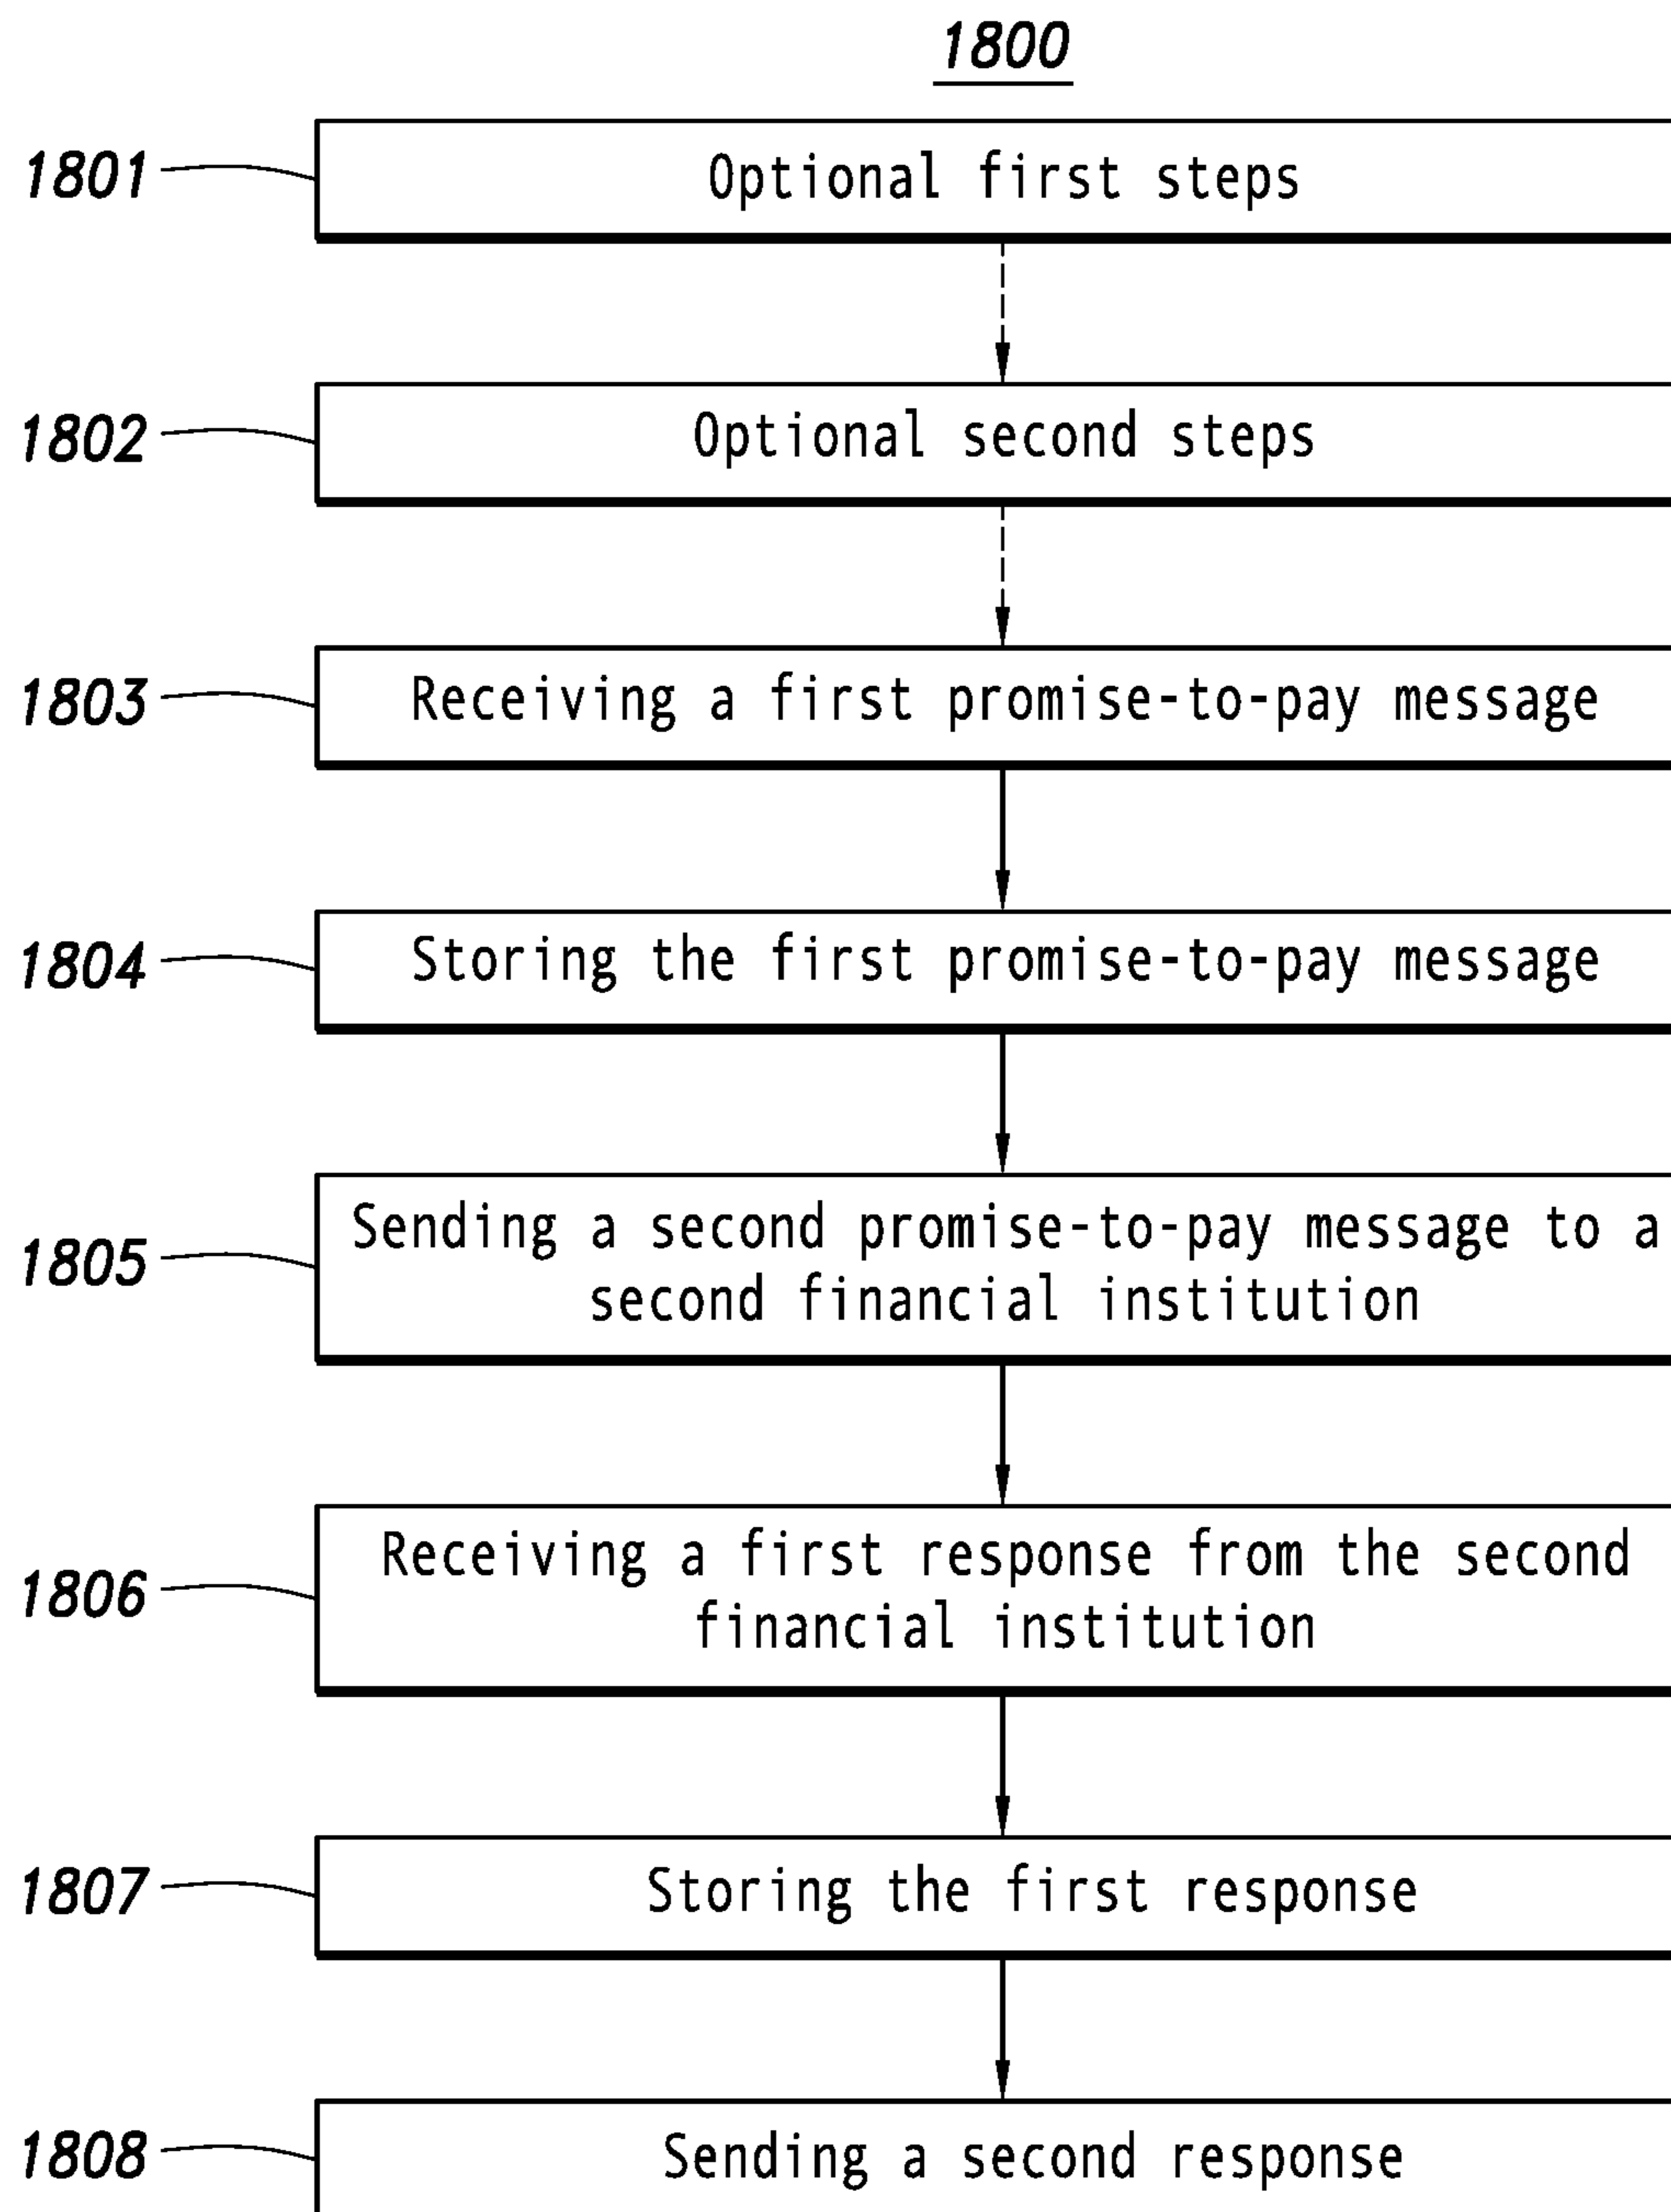 1800
1801
Optional first steps
1802
Optional second steps
1803
Receiving a first promise-to-pay message
1804
Storing the first promise-to-pay message
1805
Sending a second promise-to-pay message to a
second financial institution
1806
Receiving a first response from the second
financial institution
1807
Storing the first response
1808
Sending a second response